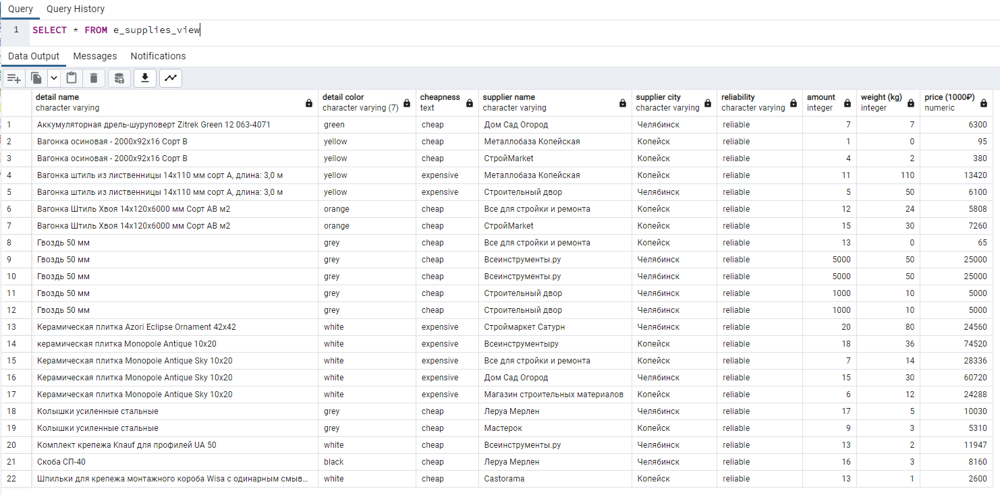 Query Query History
1 SELECT * FROM e_supplies_view
Data Output Messages Notifications
detail name detail color cheapness supplier name supplier city reliability amount weight (kg) price (1000₽)
character varying character varying (7) text character varying character varying character varying integer integer numeric
1 Аккумуляторная дрель-шуруповерт Zitrek Green 12 063-4071 green cheap Дом Сад Огород Челябинск reliable 7 7 6300
2 Вагонка осиновая - 2000х92х16 Сорт В yellow cheap Металлобаза Копейская Копейск reliable 1 0 95
3 Вагонка осиновая - 2000х92х16 Сорт В yellow cheap СтройMarket Копейск reliable 4 2 380
4 Вагонка штиль из лиственницы 14х110 мм сорт А, длина: 3,0 м yellow expensive Металлобаза Копейская Копейск reliable 11 110 13420
5 Вагонка штиль из лиственницы 14х110 мм сорт А, длина: 3,0 м yellow expensive Строительный двор Копейск reliable 5 50 6100
6 Вагонка Штиль Хвоя 14х120х6000 мм Сорт АВ м2 orange cheap Все для стройки и ремонта Копейск reliable 12 24 5808
7 Вагонка Штиль Хвоя 14х120х6000 мм Сорт АВ м2 orange cheap СтройMarket Копейск reliable 15 30 7260
8 Гвоздь 50 мм grey cheap Все для стройки и ремонта Копейск reliable 13 0 65
9 Гвоздь 50 мм grey cheap Всеинструменты.ру Челябинск reliable 5000 50 25000
10 Гвоздь 50 мм grey cheap Всеинструменты.ру Челябинск reliable 5000 50 25000
11 Гвоздь 50 мм grey cheap Строительный двор Челябинск reliable 1000 10 5000
12 Гвоздь 50 мм grey cheap Строительный двор Челябинск reliable 1000 10 5000
13 Керамическая плитка Azori Eclipse Ornament 42x42 white expensive Строймаркет Сатурн Челябинск reliable 20 80 24560
14 керамическая плитка Monopole Antique 10x20 white expensive Всеинструментыру Копейск reliable 18 36 74520
15 Керамическая плитка Monopole Antique Sky 10x20 white expensive Все для стройки и ремонта Копейск reliable 7 14 28336
16 Керамическая плитка Monopole Antique Sky 10x20 white expensive Дом Сад Огород Челябинск reliable 15 30 60720
17 Керамическая плитка Monopole Antique Sky 10x20 white expensive Магазин строительных материалов Копейск reliable 6 12 24288
18 Колышки усиленные стальные grey cheap Леруа Мерлен Челябинск reliable 17 5 10030
19 Колышки усиленные стальные grey cheap Мастерок Копейск reliable 9 3 5310
20 Комплект крепежа Knauf для профилей UA 50 white cheap Всеинструменты.ру Челябинск reliable 13 2 11947
21 Скоба СП-40 black cheap Леруа Мерлен Челябинск reliable 16 3 8160
22 Шпильки для крепежа монтажного короба Wisa с одинарным смыв... white cheap Castorama Копейск reliable 13 1 2600